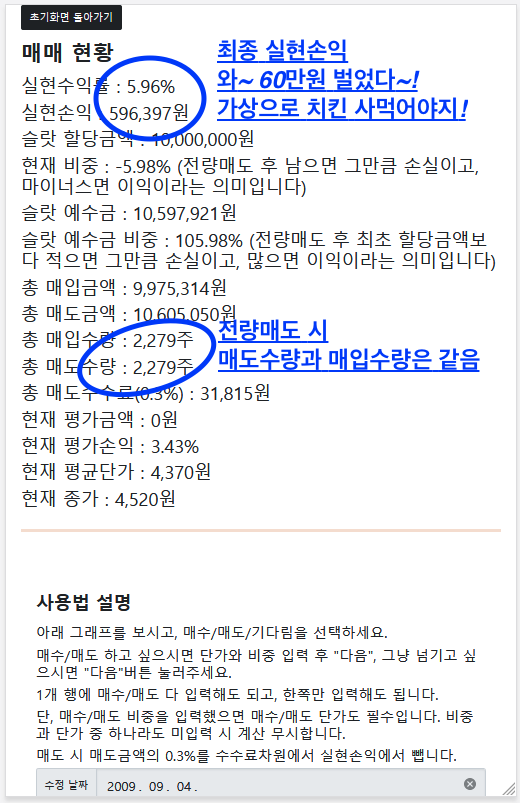 초기화면 돌아가기
매매 현황
최종 실현손익
와~ 60만원 벌었다~!
가상으로 치킨 사먹어야지!
실현수익률 : 5.96%
실현손익 : 596,397원
슬랏 할당금액 : 10,000,000원
현재 비중 : -5.98% (전량매도 후 남으면 그만큼 손실이고,
마이너스면 이익이라는 의미입니다)
슬랏 예수금 : 10,597,921원
슬랏 예수금 비중 : 105.98% (전량매도 후 최초 할당금액보
다 적으면 그만큼 손실이고, 많으면 이익이라는 의미입니다)
총 매입금액 : 9,975,314원
총 매도금액 : 10,605,050원
총 매입수량 : 2,279주
총 매도수량 : 2,279주
전량매도 시
매도수량과 매입수량은 같음
총 매도수수료(0.3%) : 31,815원
현재 평가금액 : 0원
현재 평가손익 : 3.43%
현재 평균단가 : 4,370원
현재 종가 : 4,520원
사용법 설명
아래 그래프를 보시고, 매수/매도/기다림을 선택하세요.
매수/매도 하고 싶으시면 단가와 비중 입력 후 "다음", 그냥 넘기고 싶
으시면 "다음"버튼 눌러주세요.
1개 행에 매수/매도 다 입력해도 되고, 한쪽만 입력해도 됩니다.
단, 매수/매도 비중을 입력했으면 매수/매도 단가도 필수입니다. 비중
과 단가 중 하나라도 미입력 시 계산 무시합니다.
매도 시 매도금액의 0.3%를 수수료차원에서 실현손익에서 뺍니다.
수정 날짜 2009. 09. 04.